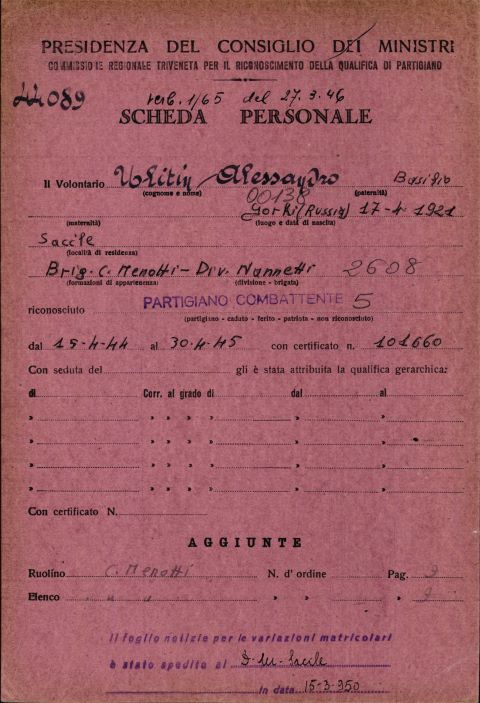 PRESIDENZA DEL CONSIGLIO DEI MINISTRI
COMMISSIONE REGIONALE TRIVENETA PER IL RICONOSCIMENTO DELLA QUALIFICA DI PARTIGIANO
44089 verb. 1/65 del 27.3.46
SCHEDA PERSONALE
Il Volontario Alessandro Basilio
(cognome e nome) (paternità)
00138
Gorki (Russia) 17-4-1921
(maternità) (luogo e data di nascita)
Sacile
(località di residenza)
Brig. C. Menotti - Div. Nannetti 2608
(formazioni di appartenenza) (divisione - brigata)
riconosciuto PARTIGIANO COMBATTENTE 5
(partigiano - caduto - ferito - patriota - non riconosciuto)
dal 15-4-44 al 30.4.45 con certificato n. 101660
Con seduta del gli è stata attribuita la qualifica gerarchica:
di Corr. al grado di dal al
» » » » » »
» » » » » »
» » » » » »
» » » » » »
Con certificato N.
AGGIUNTE
Ruolino C. Menotti N. d'ordine Pag. 9
Elenco " " " » » » 9
Il foglio notizie per le variazioni matricolari
è stato spedito al D.M. Sacile
in data 15-3-950